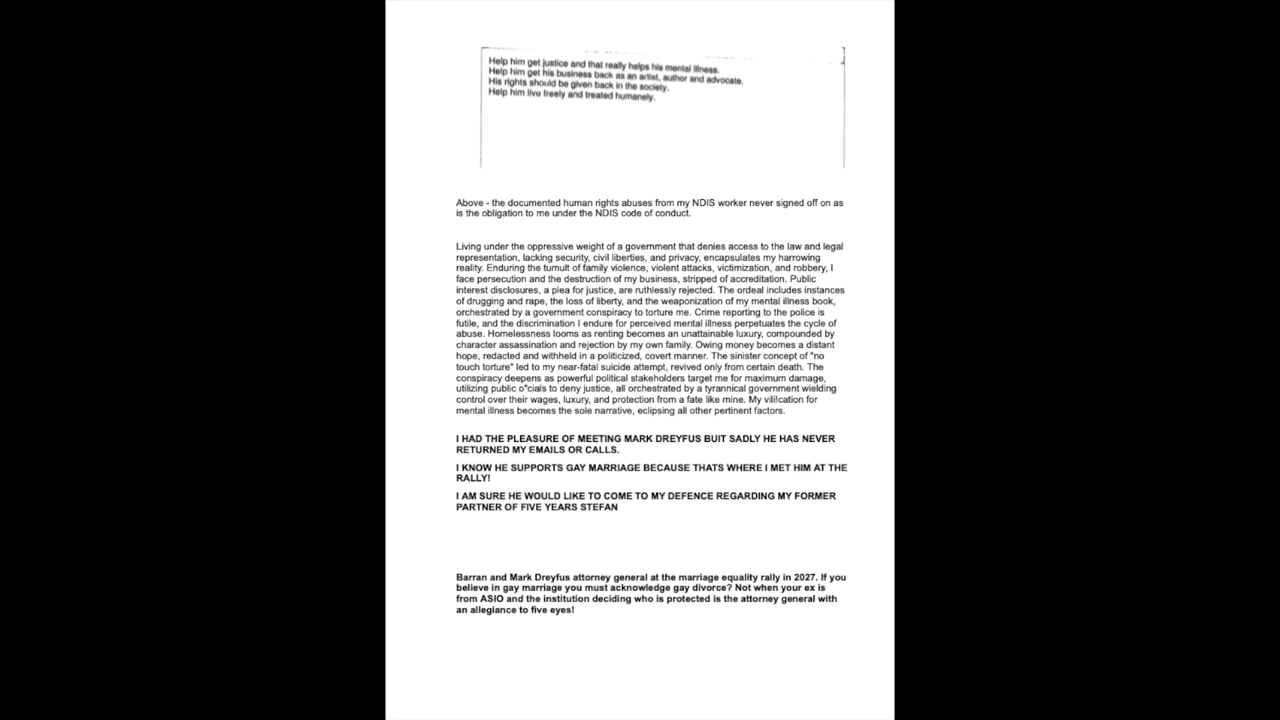 Help him get justice and that really helps his mental illness.
Help him get his business back as an artist, author and advocate.
His rights should be given back in the society.
Help him live freely and treated humanely.
Above - the documented human rights abuses from my NDIS worker never signed off on as
is the obligation to me under the NDIS code of conduct.
Living under the oppressive weight of a government that denies access to the law and legal
representation, lacking security, civil liberties, and privacy, encapsulates my harrowing
reality. Enduring the tumult of family violence, violent attacks, victimization, and robbery, I
face persecution and the destruction of my business, stripped of accreditation. Public
interest disclosures, a plea for justice, are ruthlessly rejected. The ordeal includes instances
of drugging and rape, the loss of liberty, and the weaponization of my mental illness book,
orchestrated by a government conspiracy to torture me. Crime reporting to the police is
futile, and the discrimination I endure for perceived mental illness perpetuates the cycle of
abuse. Homelessness looms as renting becomes an unattainable luxury, compounded by
character assassination and rejection by my own family. Owing money becomes a distant
hope, redacted and withheld in a politicized, covert manner. The sinister concept of "no
touch torture" led to my near-fatal suicide attempt, revived only from certain death. The
conspiracy deepens as powerful political stakeholders target me for maximum damage,
utilizing public o"cials to deny justice, all orchestrated by a tyrannical government wielding
control over their wages, luxury, and protection from a fate like mine. My vili!cation for
mental illness becomes the sole narrative, eclipsing all other pertinent factors.
I HAD THE PLEASURE OF MEETING MARK DREYFUS BUIT SADLY HE HAS NEVER
RETURNED MY EMAILS OR CALLS.
I KNOW HE SUPPORTS GAY MARRIAGE BECAUSE THATS WHERE I MET HIM AT THE
RALLY!
I AM SURE HE WOULD LIKE TO COME TO MY DEFENCE REGARDING MY FORMER
PARTNER OF FIVE YEARS STEFAN
Barran and Mark Dreyfus attorney general at the marriage equality rally in 2027. If you
believe in gay marriage you must acknowledge gay divorce? Not when your ex is
from ASIO and the institution deciding who is protected is the attorney general with
an allegiance to five eyes!